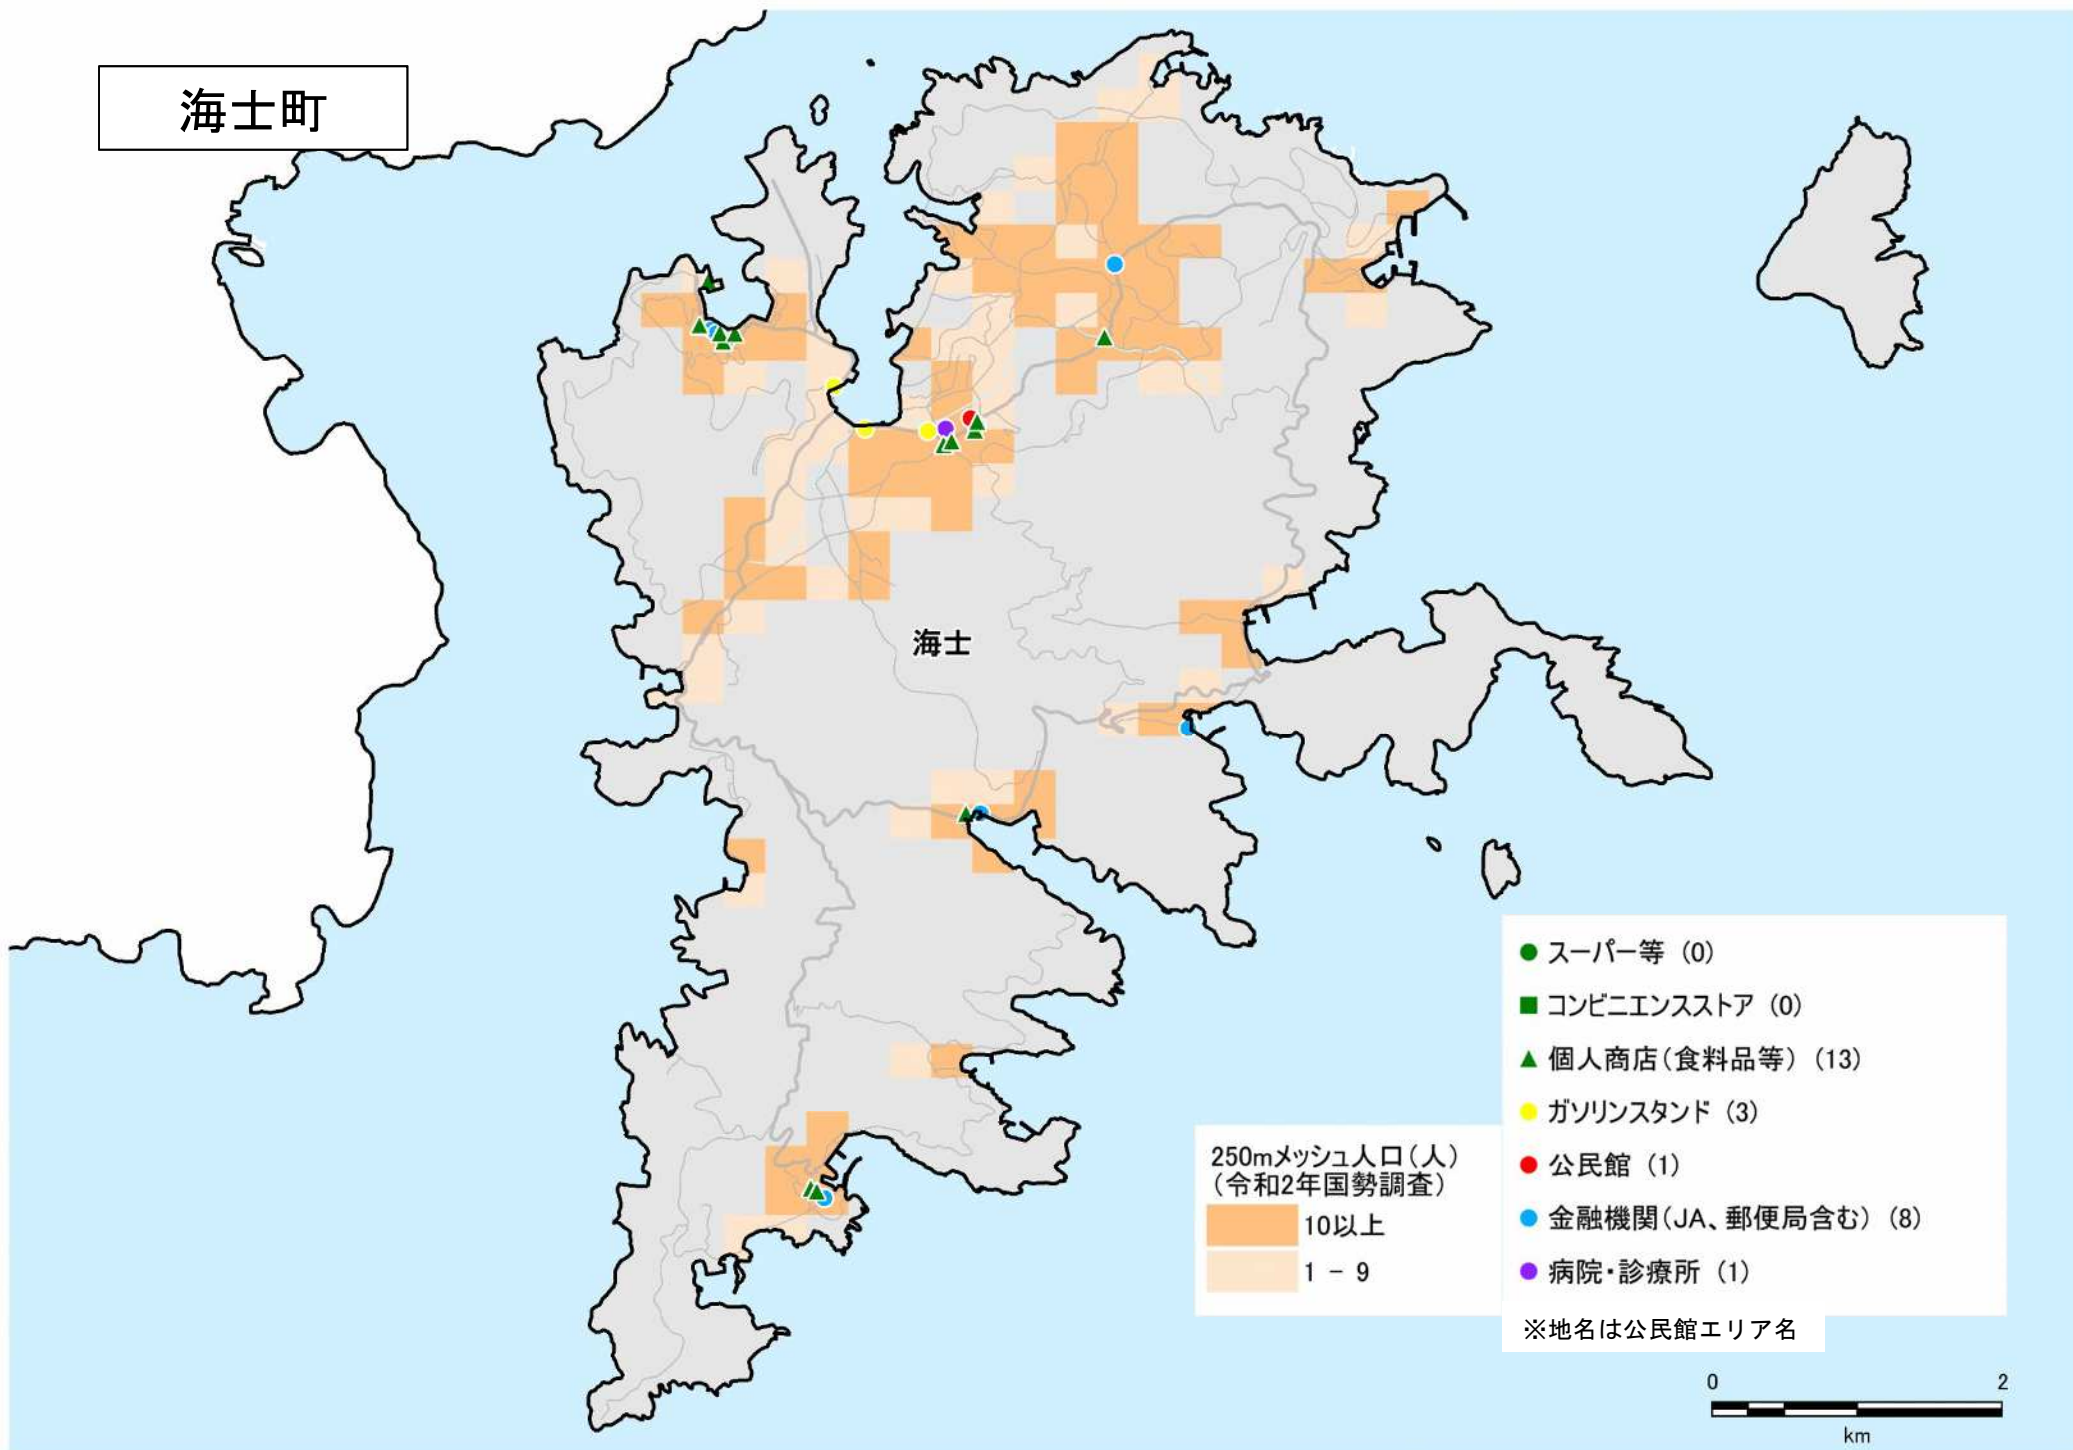 海士町
海士
スーパー等 (0)
コンビニエンスストア (0)
個人商店(食料品等) (13)
ガソリンスタンド (3)
公民館 (1)
金融機関(JA、郵便局含む) (8)
病院・診療所 (1)
※地名は公民館エリア名
250mメッシュ人口(人)
(令和2年国勢調査)
10以上
1 - 9
0 2
km